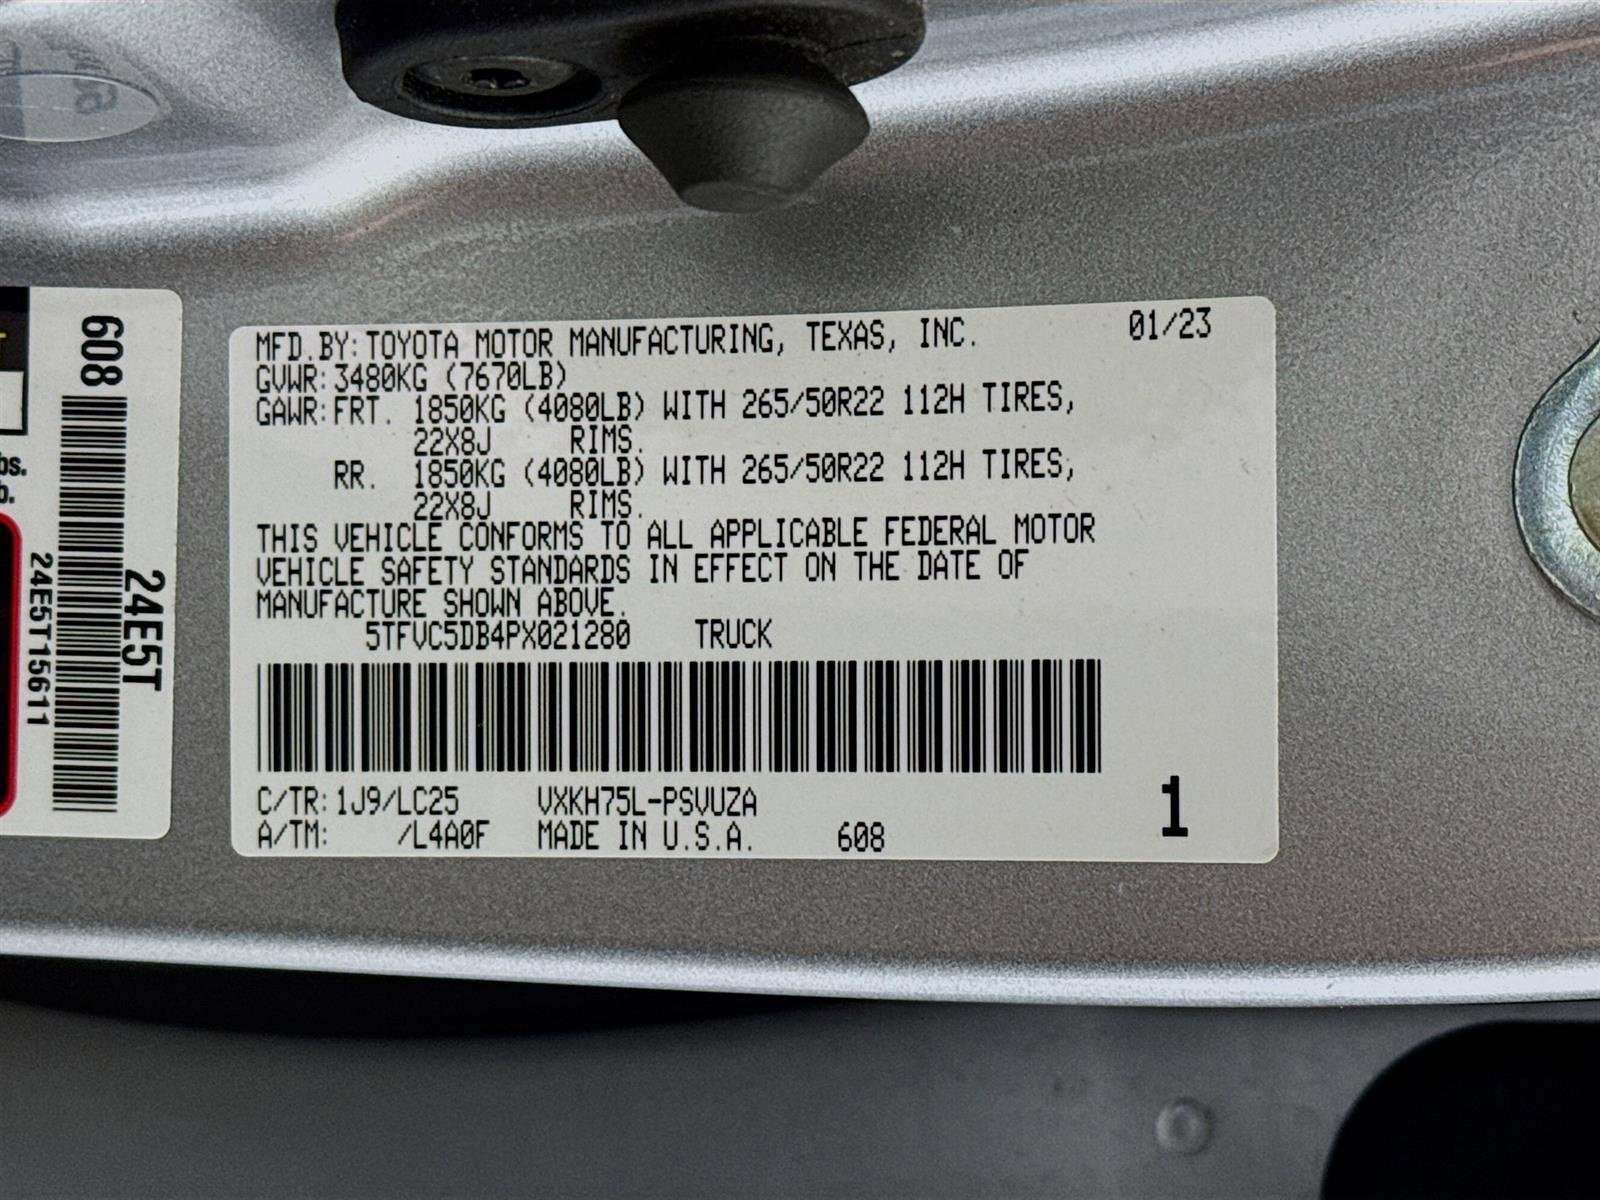 MFD.BY:TOYOTA MOTOR MANUFACTURING, TEXAS, INC. 01/23
GVWR:3480KG (7670LB)
GAWR:FRT. 1850KG (4080LB) WITH 265/50R22 112H TIRES,
22X8J RIMS.
RR. 1850KG (4080LB) WITH 265/50R22 112H TIRES,
22X8J RIMS.
THIS VEHICLE CONFORMS TO ALL APPLICABLE FEDERAL MOTOR
VEHICLE SAFETY STANDARDS IN EFFECT ON THE DATE OF
MANUFACTURE SHOWN ABOVE.
5TFVC5DB4PX021280 TRUCK
C/TR:1J9/LC25 VXKH75L-PSVUZA
A/TM: /L4A0F MADE IN U.S.A. 608
1
608
24E5T
24E5T15611
bs.
b.